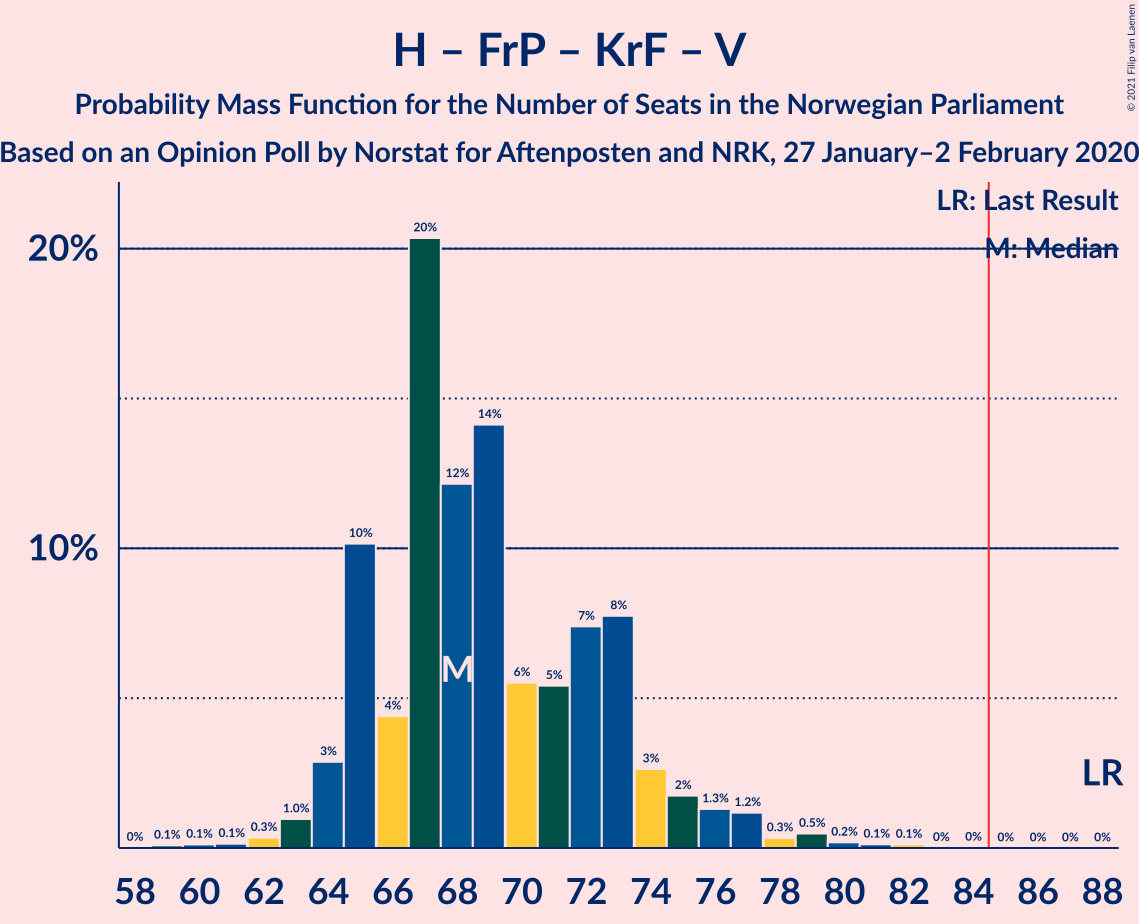 H – FrP – KrF – V
Probability Mass Function for the Number of Seats in the Norwegian Parliament
Based on an Opinion Poll by Norstat for Aftenposten and NRK, 27 January–2 February 2020
© 2021 Filip van Laenen
LR: Last Result
M: Median
20%
10%
0% 0.1% 0.1% 0.1% 0.3% 1.0% 3% 10% 4% 20% 12% 14% 6% 5% 7% 8% 3% 2% 1.3% 1.2% 0.3% 0.5% 0.2% 0.1% 0.1% 0% 0% 0% 0% 0% 0%
M
LR
58 60 62 64 66 68 70 72 74 76 78 80 82 84 86 88